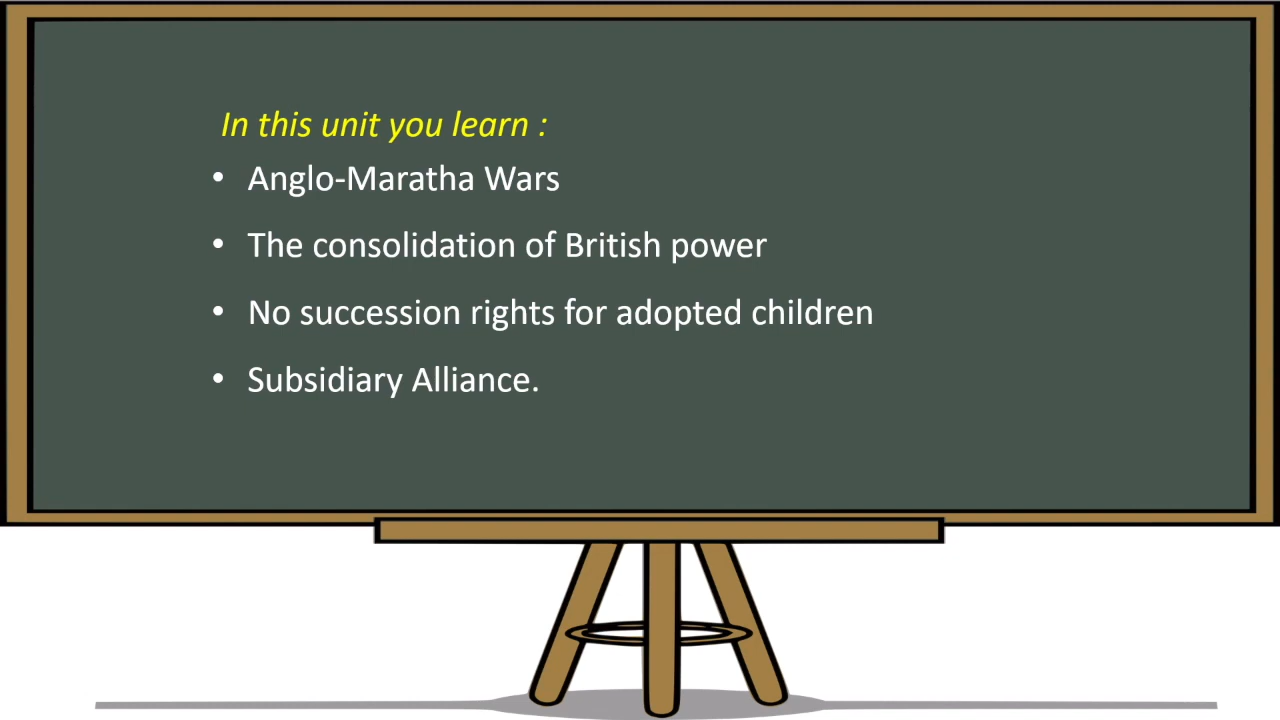 In this unit you learn :
• Anglo-Maratha Wars
• The consolidation of British power
• No succession rights for adopted children
• Subsidiary Alliance.